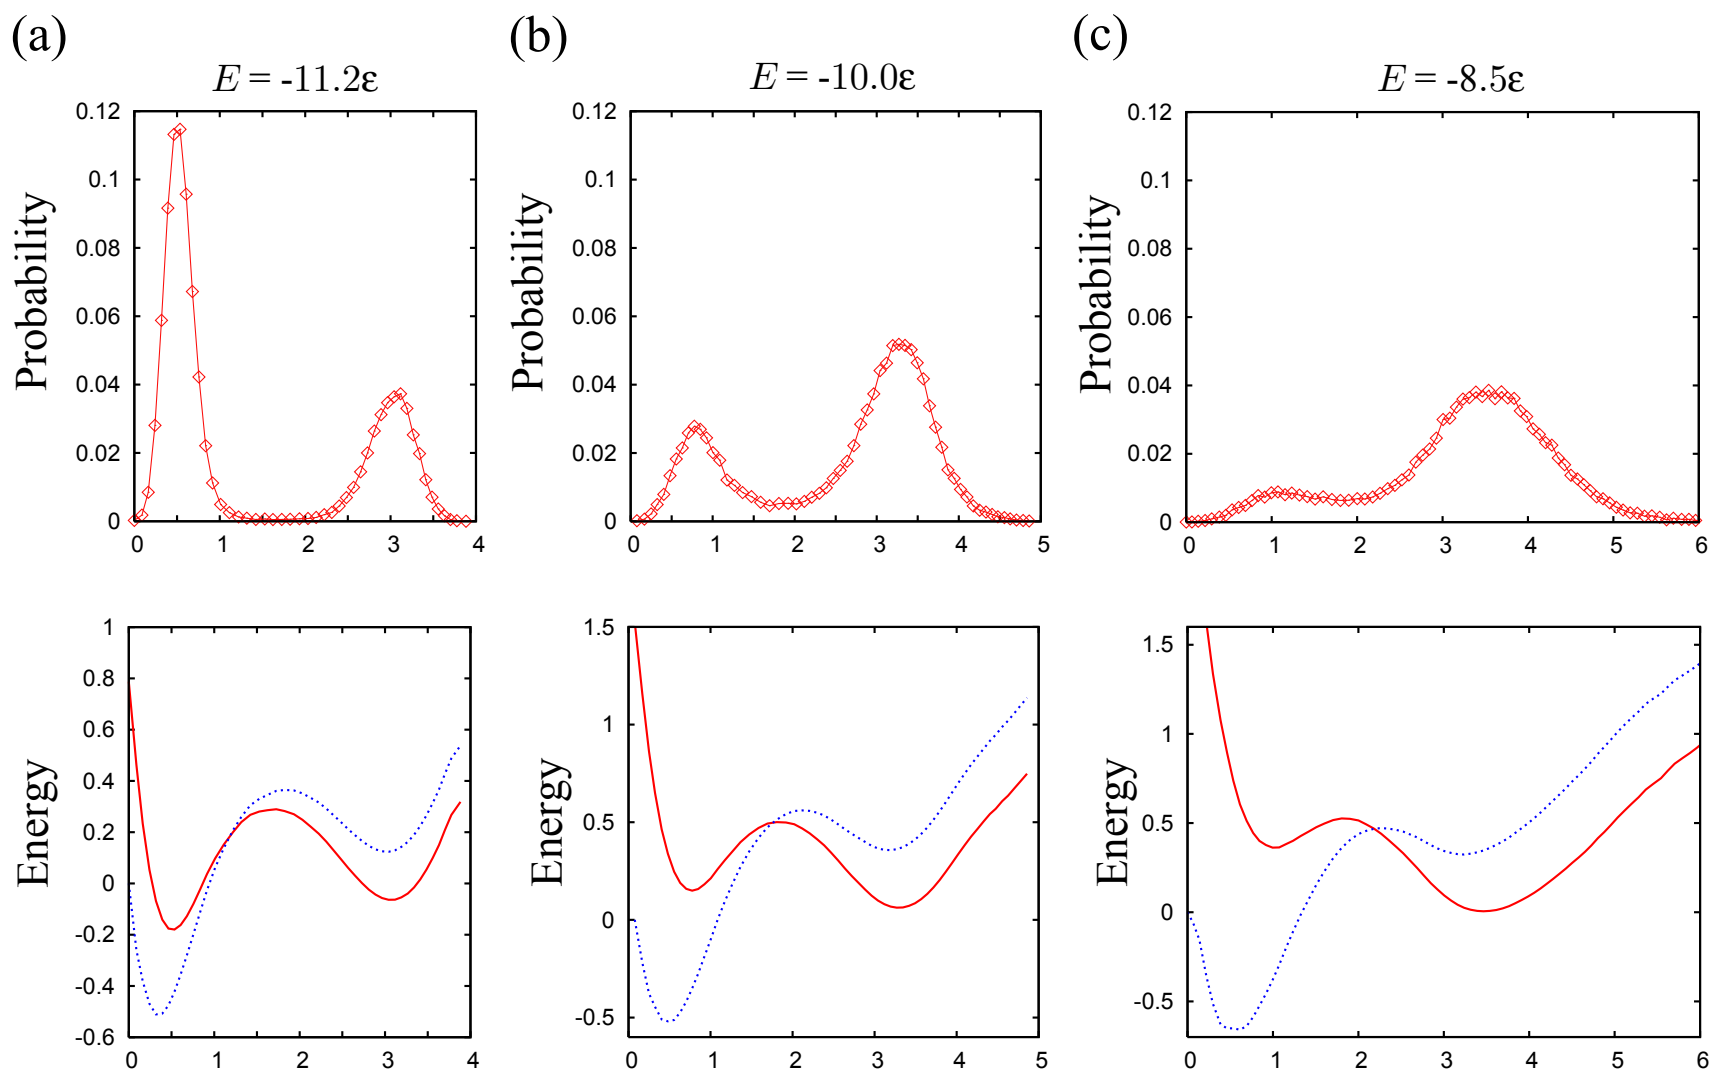 (a)
(b)
(c)
E = -11.2ε
E = -10.0ε
E = -8.5ε
Probability
0.12
0.1
0.08
0.06
0.04
0.02
0
0 1 2 3 4
Probability
0.12
0.1
0.08
0.06
0.04
0.02
0
0 1 2 3 4 5
Probability
0.12
0.1
0.08
0.06
0.04
0.02
0
0 1 2 3 4 5 6
Energy
1
0.8
0.6
0.4
0.2
0
-0.2
-0.4
-0.6
0 1 2 3 4
Energy
1.5
1
0.5
0
-0.5
0 1 2 3 4 5
Energy
1.5
1
0.5
0
-0.5
0 1 2 3 4 5 6